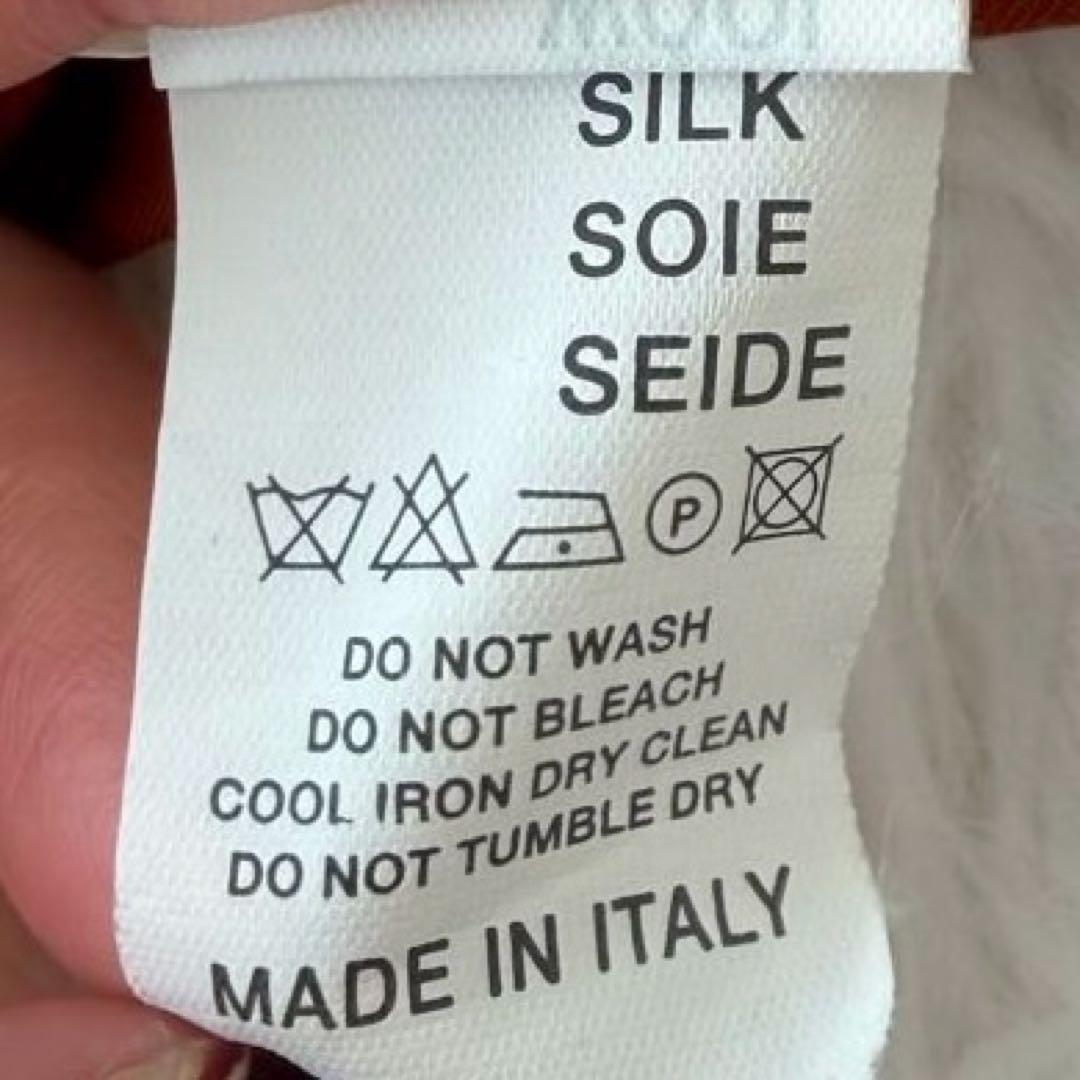 SILK
SOIE
SEIDE
P
DO NOT WASH
DO NOT BLEACH
COOL IRON DRY CLEAN
DO NOT TUMBLE DRY
MADE IN ITALY